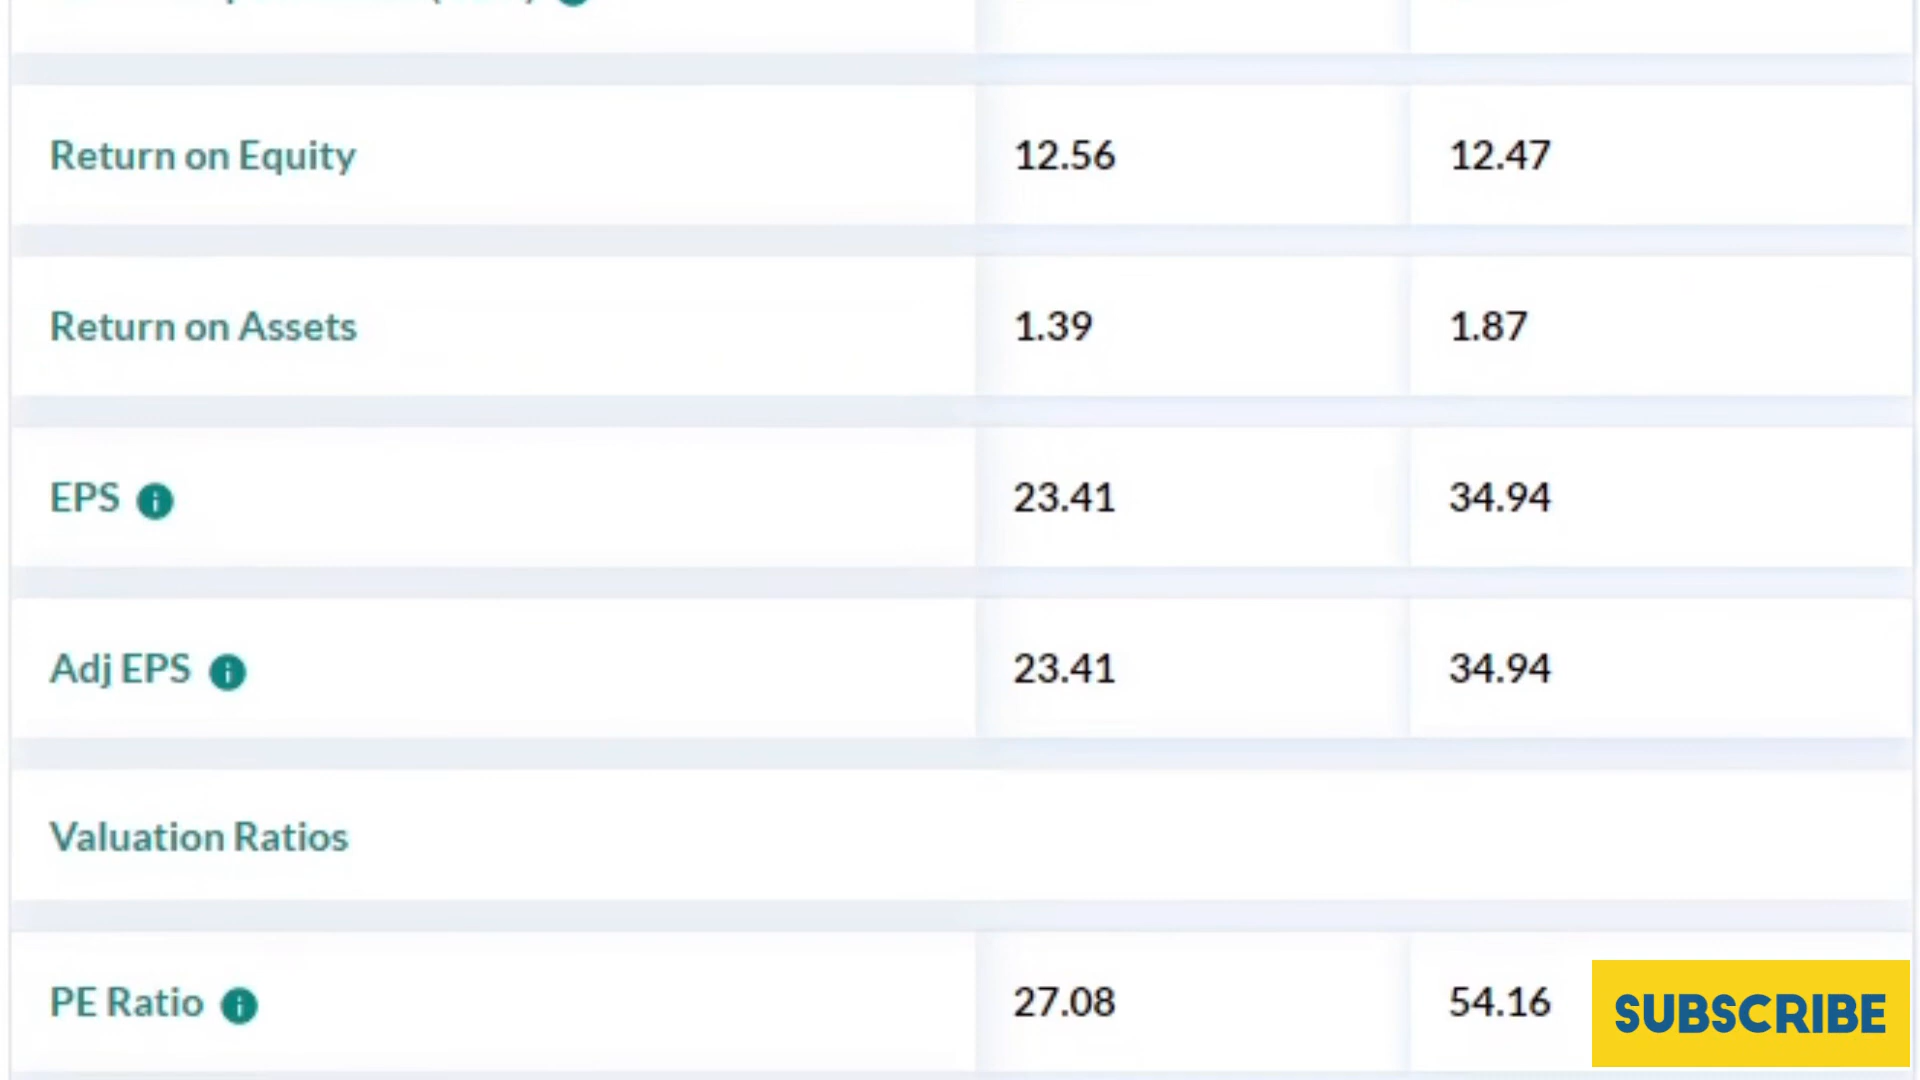 Return on Equity 12.56 12.47
Return on Assets 1.39 1.87
EPS i 23.41 34.94
Adj EPS i 23.41 34.94
Valuation Ratios
PE Ratio i 27.08 54.16
SUBSCRIBE